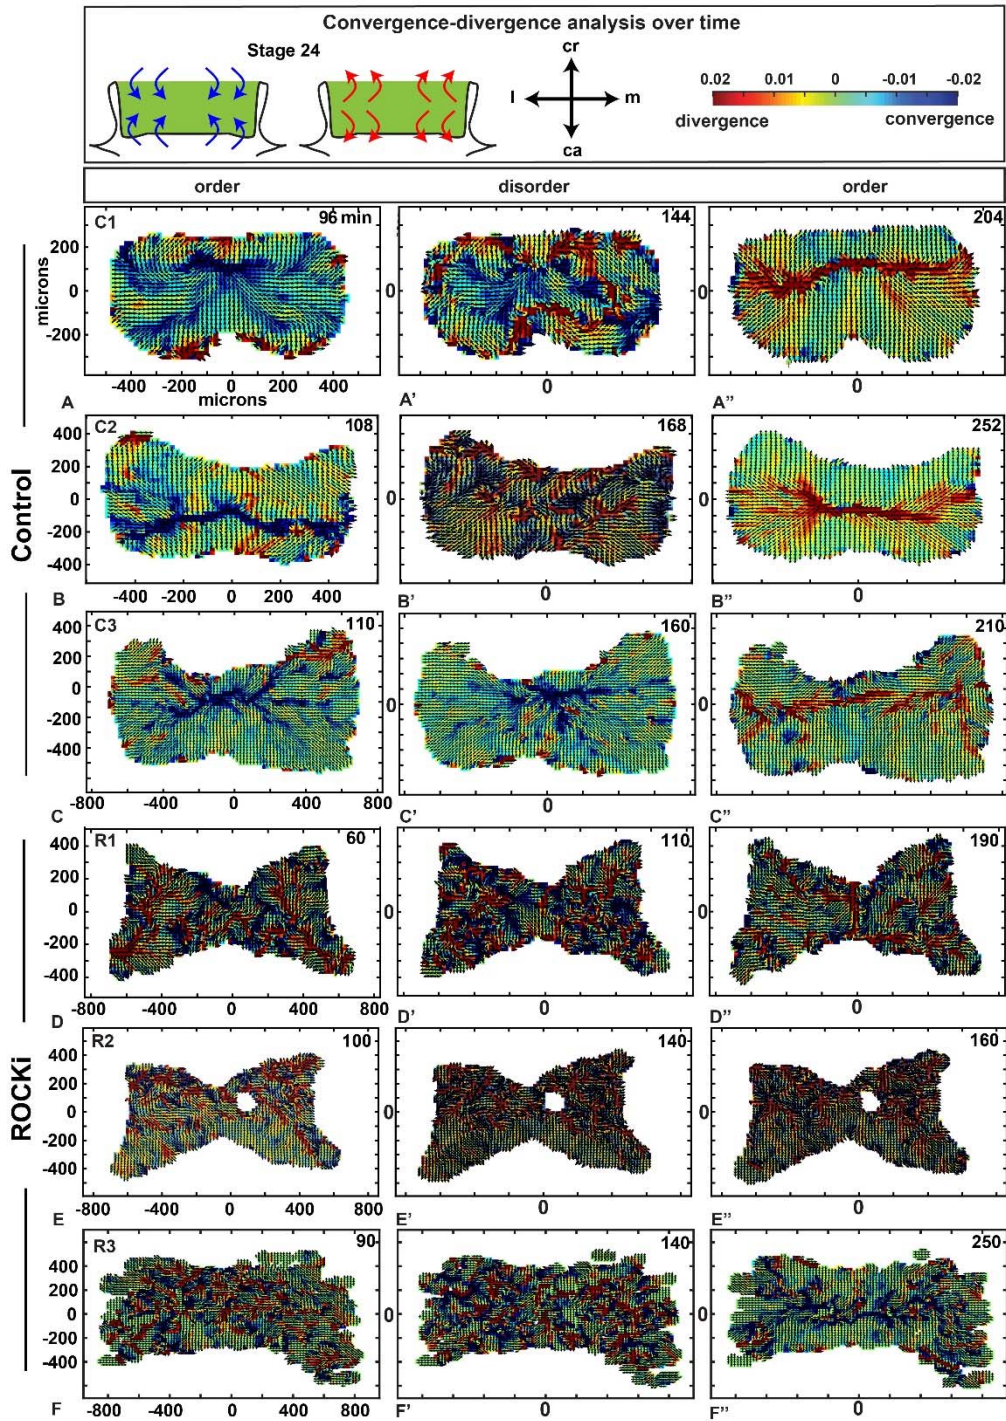 Convergence-divergence analysis over time
Stage 24
cr
l
m
ca
0.02 0.01 0 -0.01 -0.02
divergence
convergence
order disorder order
Control
ROCKi
C1 96 min
microns
200
0
-200
-400 -200 0 200 400
microns
A
144
0
0
A'
204
0
0
A''
C2 108
400
200
0
-200
-400
-400 -200 0 200 400
B
168
0
0
B'
252
0
0
B''
C3 110
400
200
0
-200
-400
-800 -400 0 400 800
C
160
0
0
C'
210
0
0
C''
R1 60
400
200
0
-200
-400
-800 -400 0 400 800
D
110
0
0
D'
190
0
0
D''
R2 100
400
200
0
-200
-400
-800 -400 0 400 800
E
140
0
0
E'
160
0
0
E''
R3 90
400
200
0
-200
-400
-800 -400 0 400 800
F
140
0
0
F'
250
0
0
F''